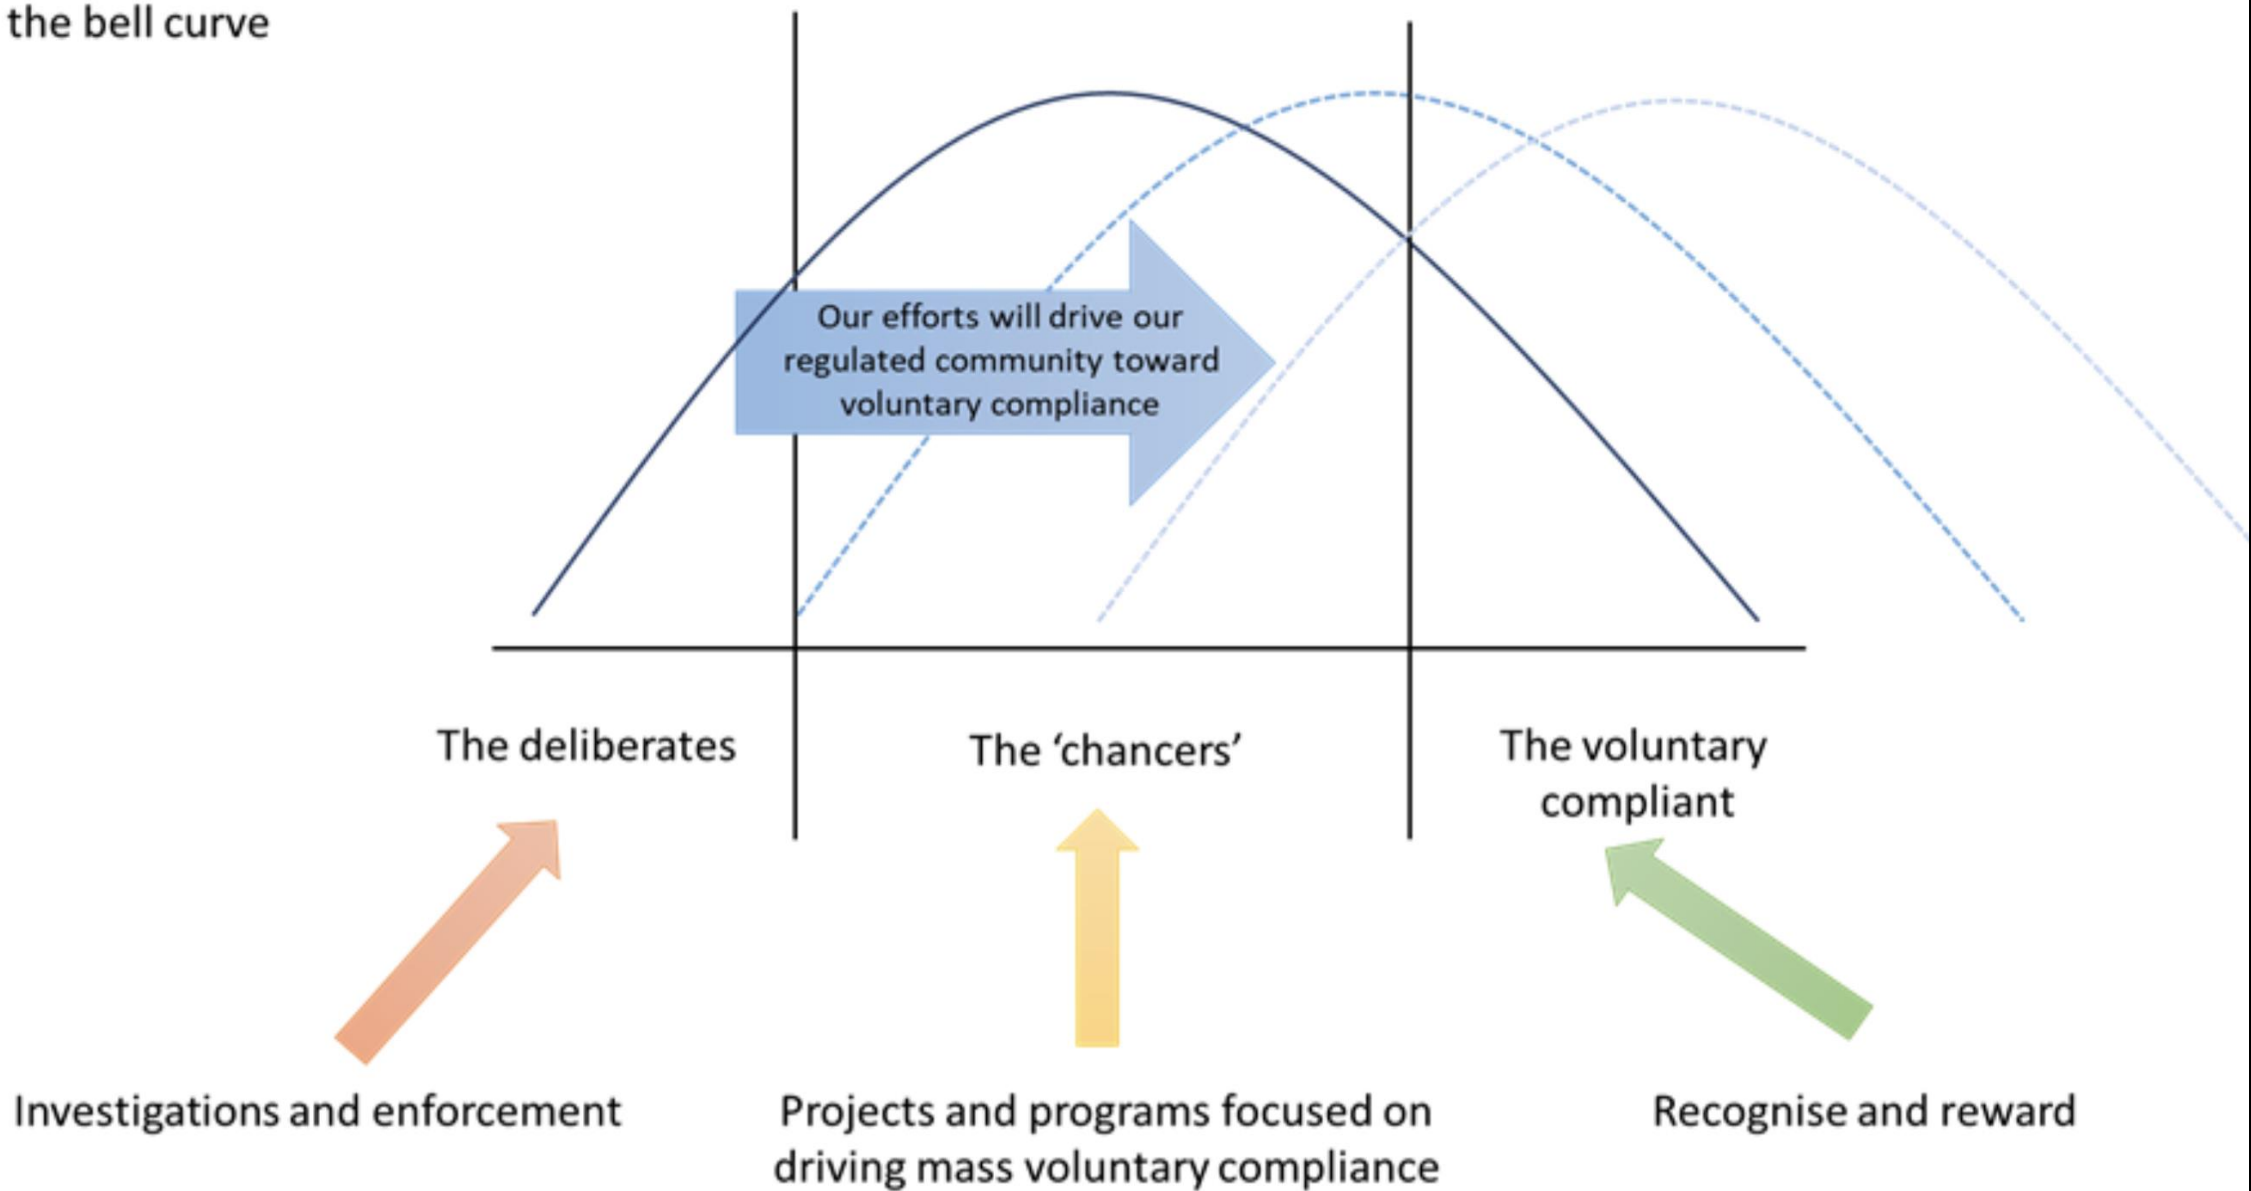 the bell curve
Our efforts will drive our
regulated community toward
voluntary compliance
The deliberates
The ‘chancers’
The voluntary
compliant
Investigations and enforcement
Projects and programs focused on
driving mass voluntary compliance
Recognise and reward